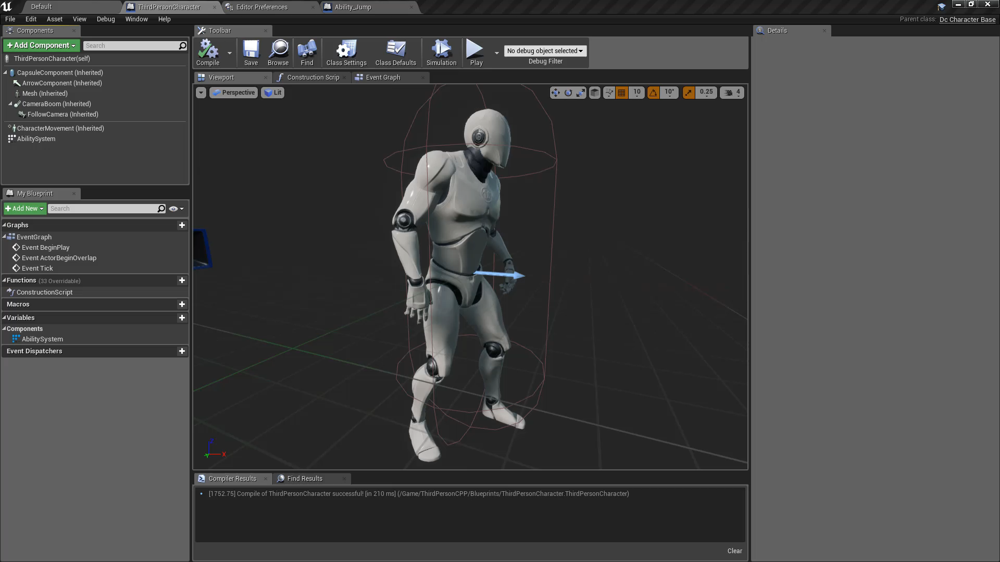 Default
ThirdPersonCharacter
Editor Preferences
Ability_Jump
File Edit Asset View Debug Window Help
Parent class: Dc Character Base
Components
Toolbar
Details
Add Component
Search
ThirdPersonCharacter(self)
CapsuleComponent (Inherited)
ArrowComponent (Inherited)
Mesh (Inherited)
CameraBoom (Inherited)
FollowCamera (Inherited)
CharacterMovement (Inherited)
AbilitySystem
Compile
Save
Browse
Find
Class Settings
Class Defaults
Simulation
Play
No debug object selected
Debug Filter
Viewport
Construction Scrip
Event Graph
Perspective
Lit
10
10°
0.25
4
My Blueprint
Add New
Search
Graphs
EventGraph
Event BeginPlay
Event ActorBeginOverlap
Event Tick
Functions (33 Overridable)
ConstructionScript
Macros
Variables
Components
AbilitySystem
Event Dispatchers
Z
Y
X
Compiler Results
Find Results
[1752.75] Compile of ThirdPersonCharacter successful! [in 210 ms] (/Game/ThirdPersonCPP/Blueprints/ThirdPersonCharacter.ThirdPersonCharacter)
Clear